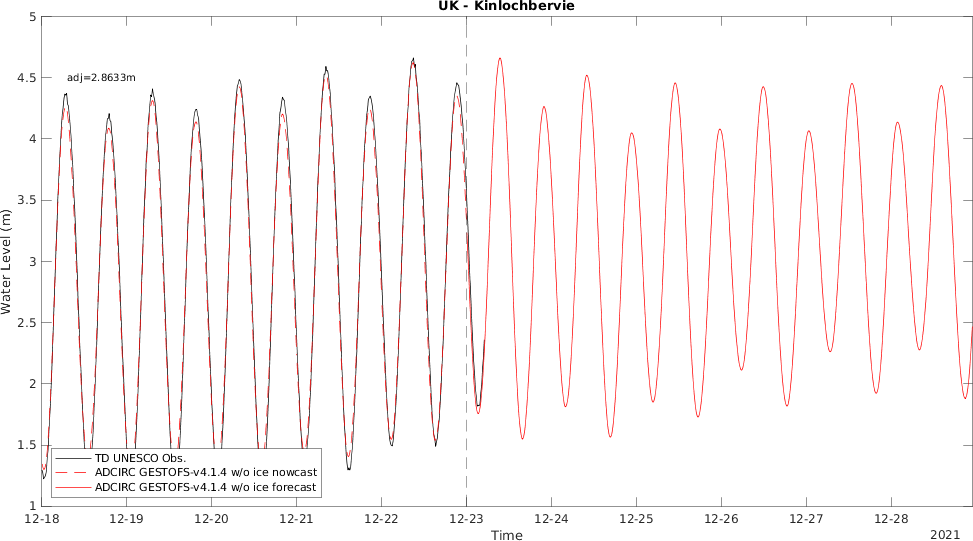 UK - Kinlochbervie
5
4.5
4
3.5
3
2.5
2
1.5
1
Water Level (m)
adj=2.8633m
TD UNESCO Obs.
ADCIRC GESTOFS-v4.1.4 w/o ice nowcast
ADCIRC GESTOFS-v4.1.4 w/o ice forecast
12-18 12-19 12-20 12-21 12-22 12-23 12-24 12-25 12-26 12-27 12-28
Time
2021